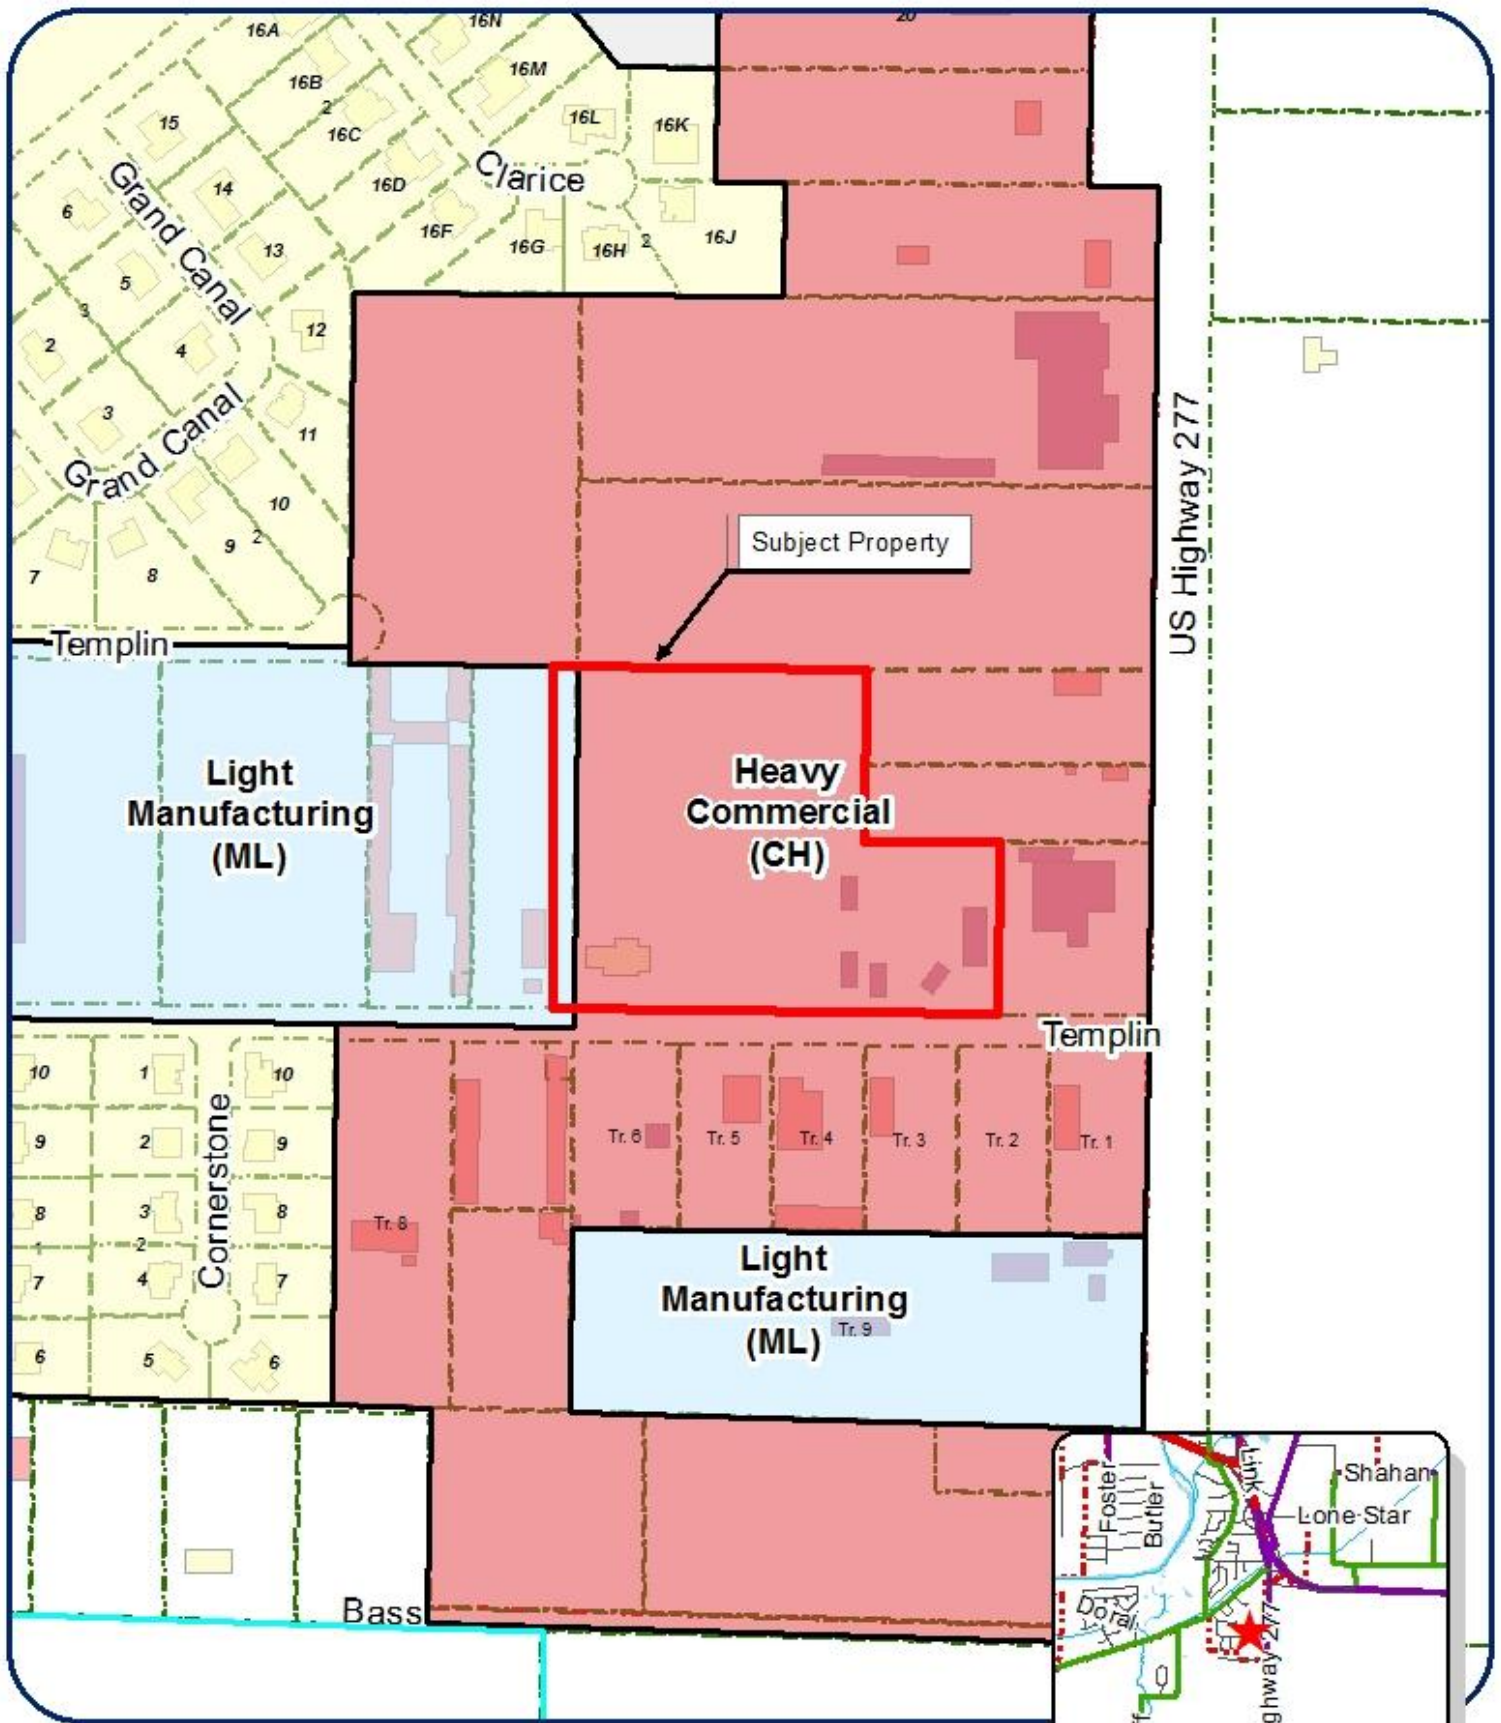 20
16A
16N
16B
2
16C
16M
16L
16K
15
Clarice
16D
14
Grand Canal
6
16F
16G
16H
2
16J
13
5
3
12
2
4
3
Grand Canal
11
US Highway 277
10
9
2
7
8
Subject Property
Templin
Light
Manufacturing
(ML)
Heavy
Commercial
(CH)
Templin
10
1
10
9
2
9
Cornerstone
8
3
8
1
2
7
4
7
6
5
6
Tr. 6
Tr. 5
Tr. 4
Tr. 3
Tr. 2
Tr. 1
Tr. 8
Light
Manufacturing
(ML)
Tr. 9
Bass
Foster
Butler
Link
Shahan
Lone Star
Doral
ghway 277